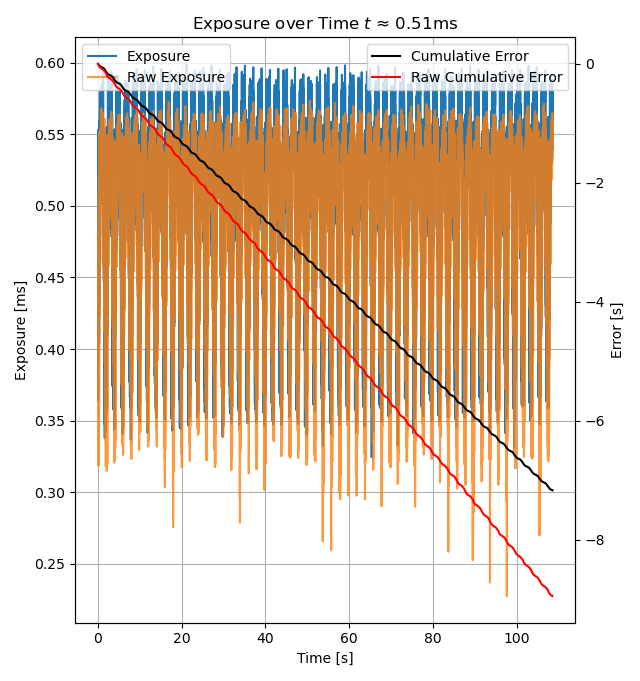 Exposure over Time t ≈ 0.51ms
Exposure
Raw Exposure
Cumulative Error
Raw Cumulative Error
0.60
0.55
0.50
0.45
0.40
0.35
0.30
0.25
Exposure [ms]
0
−2
−4
−6
−8
Error [s]
0 20 40 60 80 100
Time [s]